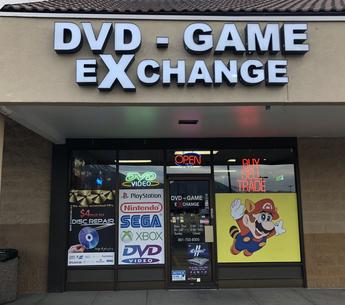 DVD - GAME
EXCHANGE
OPEN
DVD
VIDEO
BUY
SELL
TRADE
$4
DISC REPAIR
PlayStation
Nintendo
SEGA
XBOX
DVD
VIDEO
DVD - GAME
EXCHANGE